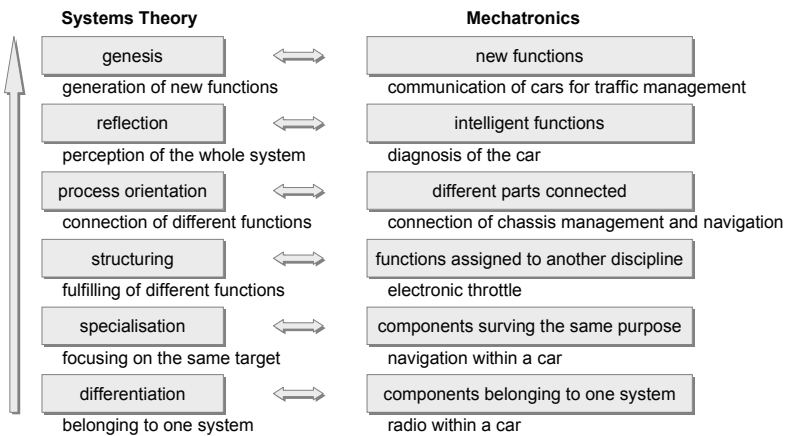 Systems Theory Mechatronics
genesis new functions
generation of new functions communication of cars for traffic management
reflection intelligent functions
perception of the whole system diagnosis of the car
process orientation different parts connected
connection of different functions connection of chassis management and navigation
structuring functions assigned to another discipline
fulfilling of different functions electronic throttle
specialisation components surving the same purpose
focusing on the same target navigation within a car
differentiation components belonging to one system
belonging to one system radio within a car